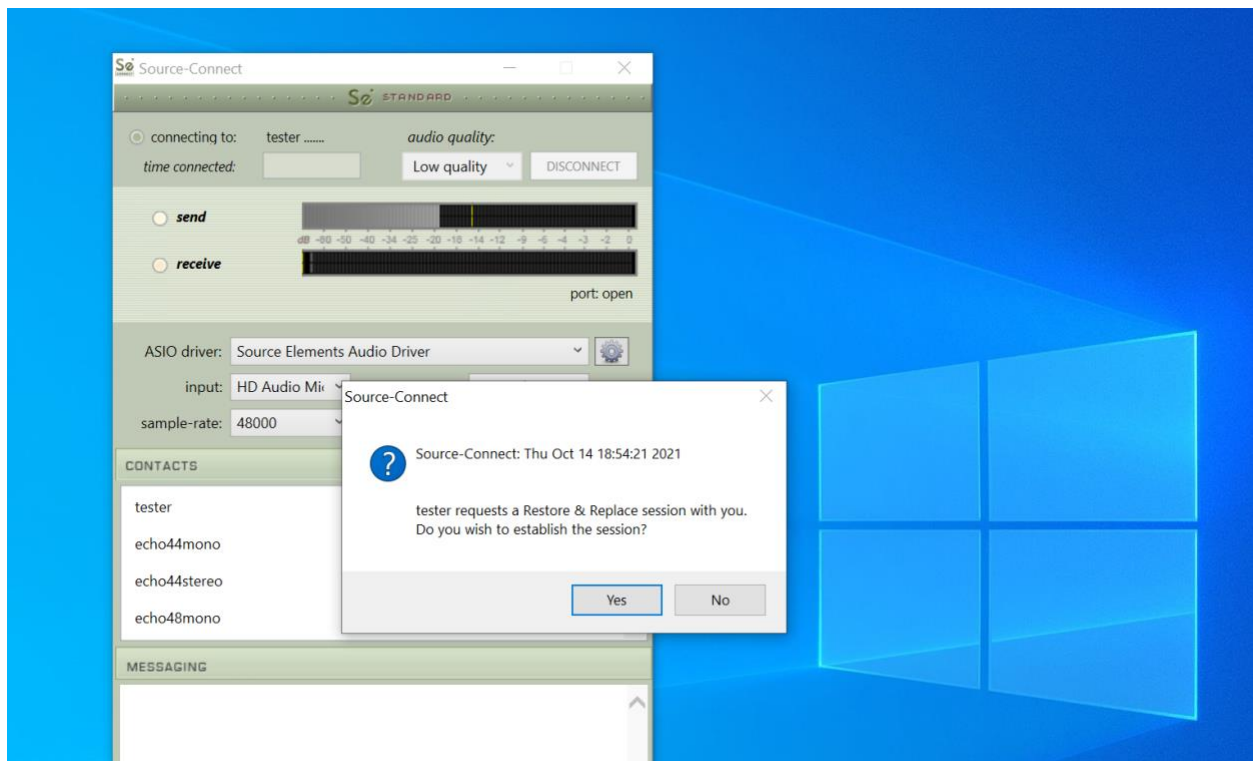 Se Source-Connect
Se STANDARD
connecting to: tester ....... audio quality:
time connected: Low quality DISCONNECT
send
dB -60 -50 -40 -34 -25 -20 -16 -14 -12 -9 -6 -4 -3 -2 0
receive
port: open
ASIO driver: Source Elements Audio Driver
input: HD Audio Mic
sample-rate: 48000
CONTACTS
tester
echo44mono
echo44stereo
echo48mono
MESSAGING
Source-Connect
Source-Connect: Thu Oct 14 18:54:21 2021
tester requests a Restore & Replace session with you.
Do you wish to establish the session?
Yes No